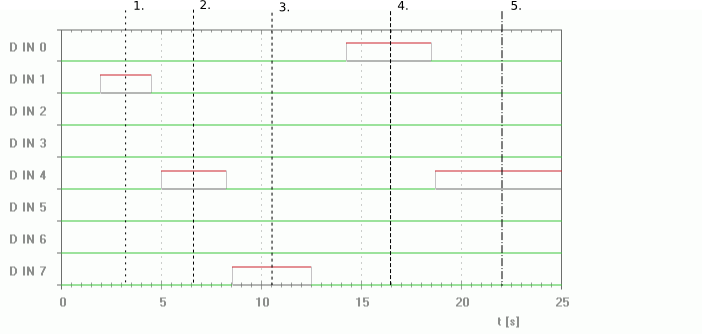 1. 2. 3. 4. 5.
D IN 0
D IN 1
D IN 2
D IN 3
D IN 4
D IN 5
D IN 6
D IN 7
0 5 10 15 20 25
t [s]